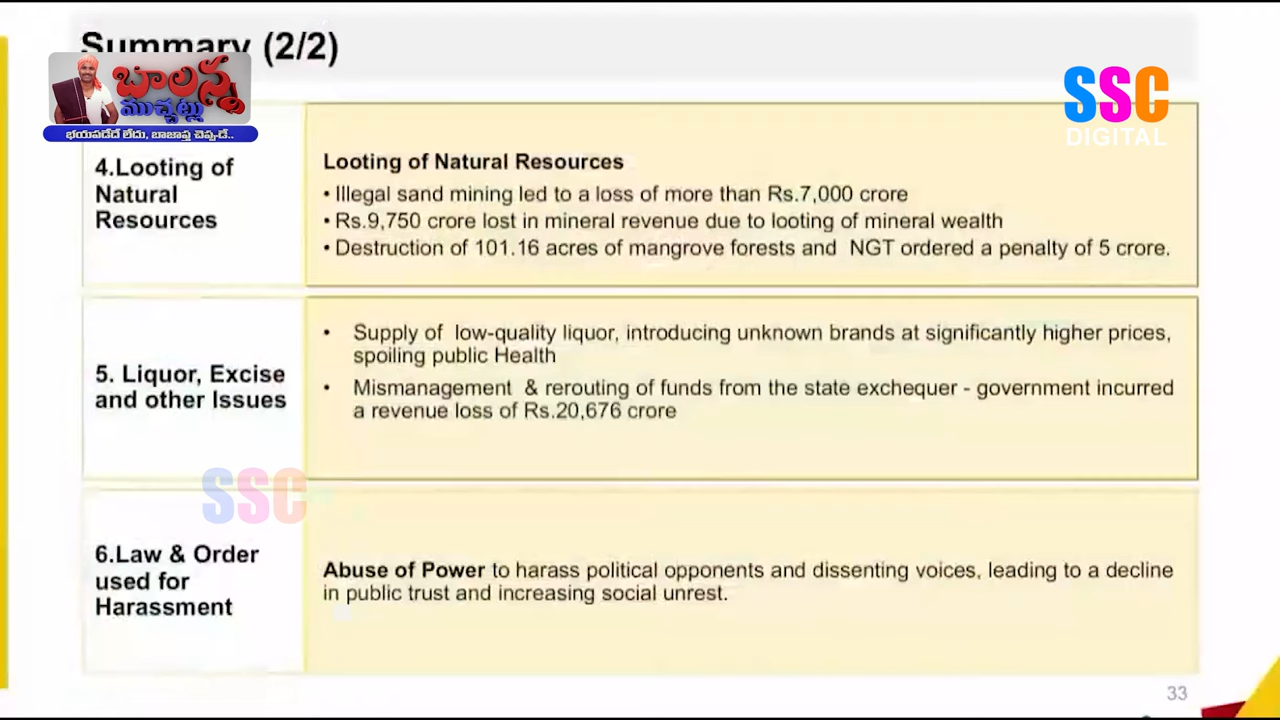 Summary (2/2)
బాలన్న
ముచ్చట్లు
భయపడేదే లేదు, బాజాప్త చెప్పుడే..
SSC
DIGITAL
4.Looting of
Natural
Resources
Looting of Natural Resources
• Illegal sand mining led to a loss of more than Rs.7,000 crore
• Rs.9,750 crore lost in mineral revenue due to looting of mineral wealth
• Destruction of 101.16 acres of mangrove forests and NGT ordered a penalty of 5 crore.
5. Liquor, Excise
and other Issues
• Supply of low-quality liquor, introducing unknown brands at significantly higher prices,
spoiling public Health
• Mismanagement & rerouting of funds from the state exchequer - government incurred
a revenue loss of Rs.20,676 crore
SSC
6.Law & Order
used for
Harassment
Abuse of Power to harass political opponents and dissenting voices, leading to a decline
in public trust and increasing social unrest.
33